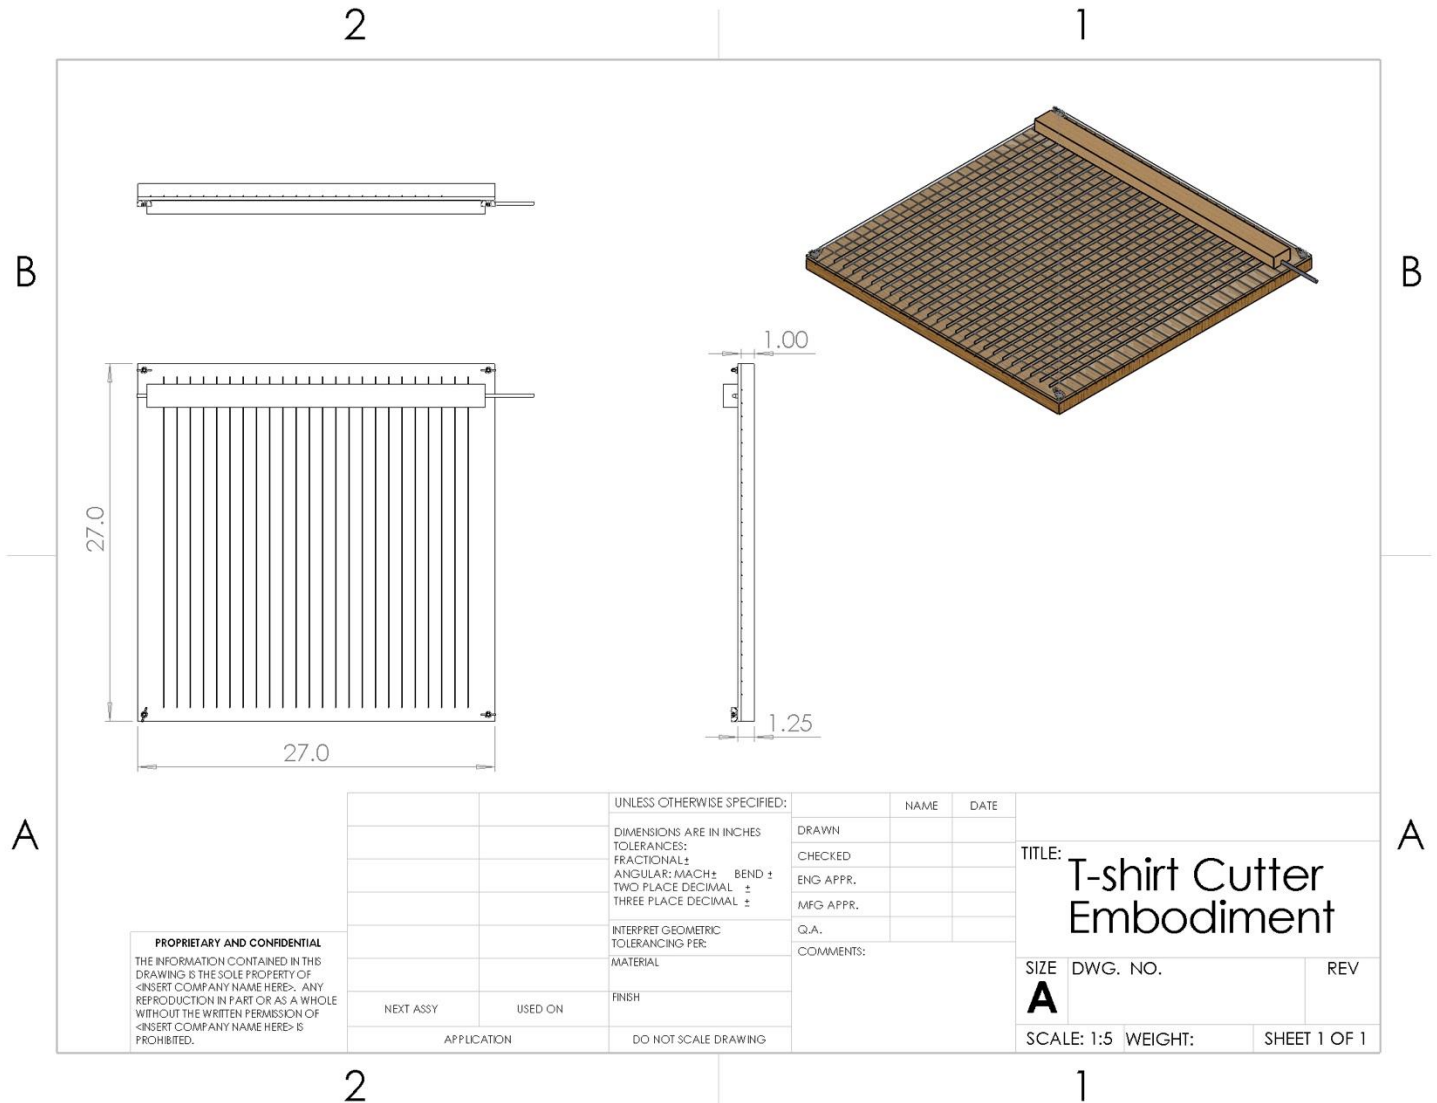 2
1
B
B
1.00
27.0
1.25
27.0
A
A
UNLESS OTHERWISE SPECIFIED:
DIMENSIONS ARE IN INCHES
TOLERANCES:
FRACTIONAL±
ANGULAR: MACH± BEND ±
TWO PLACE DECIMAL ±
THREE PLACE DECIMAL ±
INTERPRET GEOMETRIC
TOLERANCING PER:
MATERIAL
FINISH
DO NOT SCALE DRAWING
NAME
DATE
DRAWN
CHECKED
ENG APPR.
MFG APPR.
Q.A.
COMMENTS:
TITLE:
T-shirt Cutter
Embodiment
SIZE
A
DWG. NO.
REV
SCALE: 1:5
WEIGHT:
SHEET 1 OF 1
PROPRIETARY AND CONFIDENTIAL
THE INFORMATION CONTAINED IN THIS
DRAWING IS THE SOLE PROPERTY OF
<INSERT COMPANY NAME HERE>. ANY
REPRODUCTION IN PART OR AS A WHOLE
WITHOUT THE WRITTEN PERMISSION OF
<INSERT COMPANY NAME HERE> IS
PROHIBITED.
NEXT ASSY
USED ON
APPLICATION
2
1